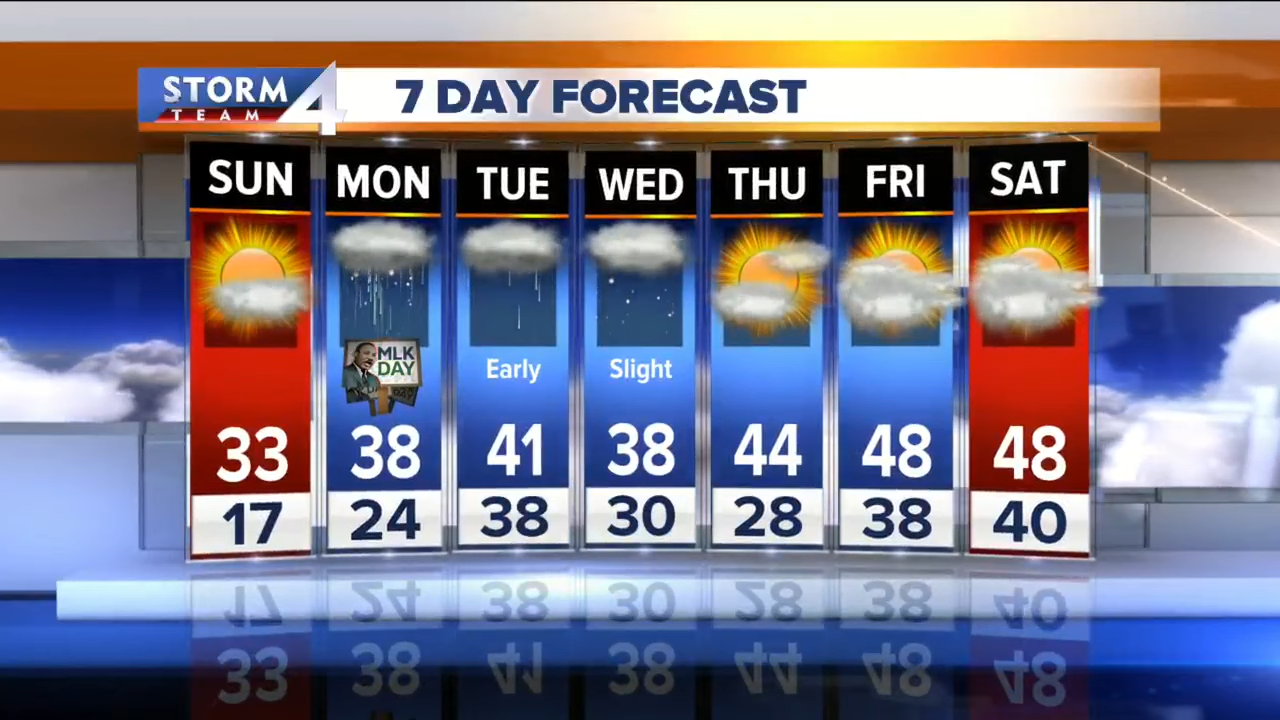 STORM TEAM 4
7 DAY FORECAST
SUN MON TUE WED THU FRI SAT
MLK
DAY
Early Slight
33 38 41 38 44 48 48
17 24 38 30 28 38 40